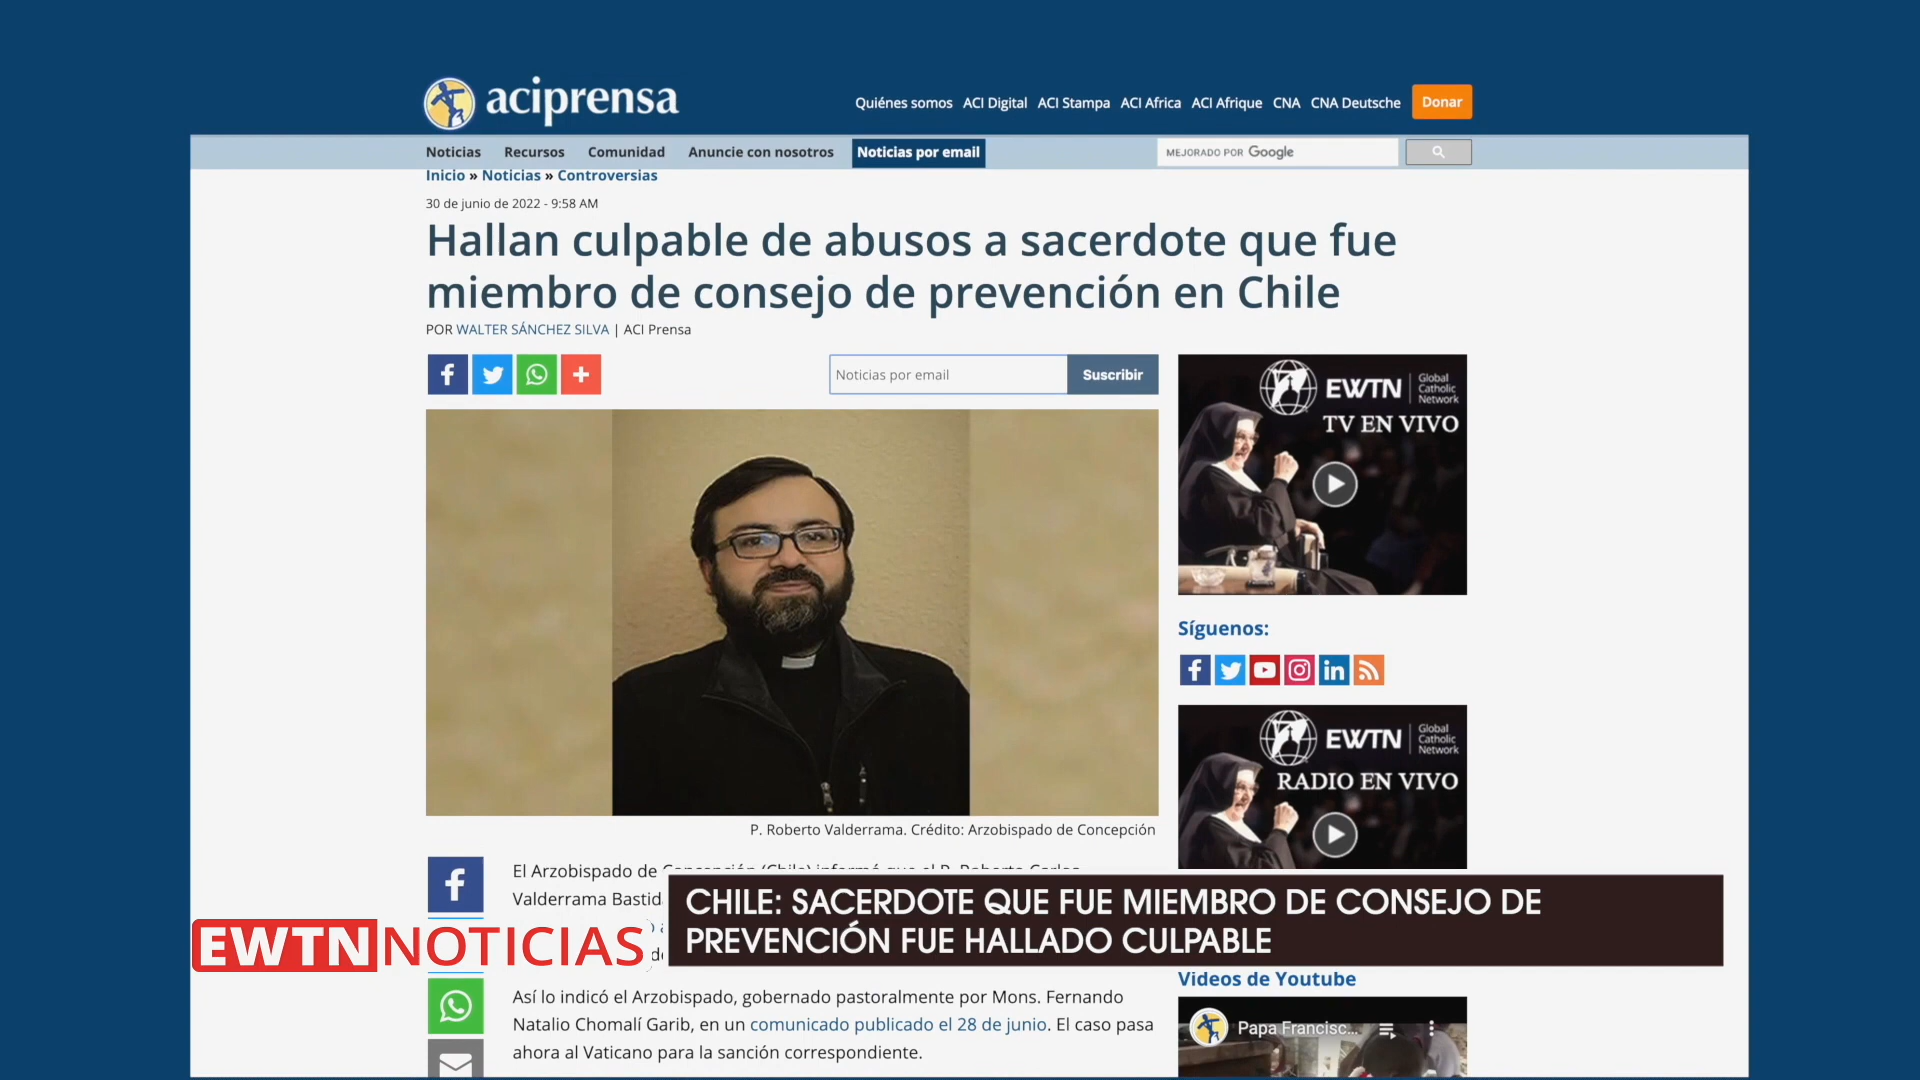 aciprensa
Quiénes somos ACI Digital ACI Stampa ACI Africa ACI Afrique CNA CNA Deutsche Donar
Noticias Recursos Comunidad Anuncie con nosotros Noticias por email MEJORADO POR Google
Inicio » Noticias » Controversias
30 de junio de 2022 - 9:58 AM
Hallan culpable de abusos a sacerdote que fue
miembro de consejo de prevención en Chile
POR WALTER SÁNCHEZ SILVA | ACI Prensa
Noticias por email Suscribir
EWTN Global
Catholic
Network
TV EN VIVO
Síguenos:
EWTN Global
Catholic
Network
RADIO EN VIVO
P. Roberto Valderrama. Crédito: Arzobispado de Concepción
El Arzobispado de Concepción (Chile) informó que el P. Roberto Carlos
Valderrama Bastid
CHILE: SACERDOTE QUE FUE MIEMBRO DE CONSEJO DE
PREVENCIÓN FUE HALLADO CULPABLE
EWTN NOTICIAS
Videos de Youtube
Papa Francisc...
Así lo indicó el Arzobispado, gobernado pastoralmente por Mons. Fernando
Natalio Chomalí Garib, en un comunicado publicado el 28 de junio. El caso pasa
ahora al Vaticano para la sanción correspondiente.